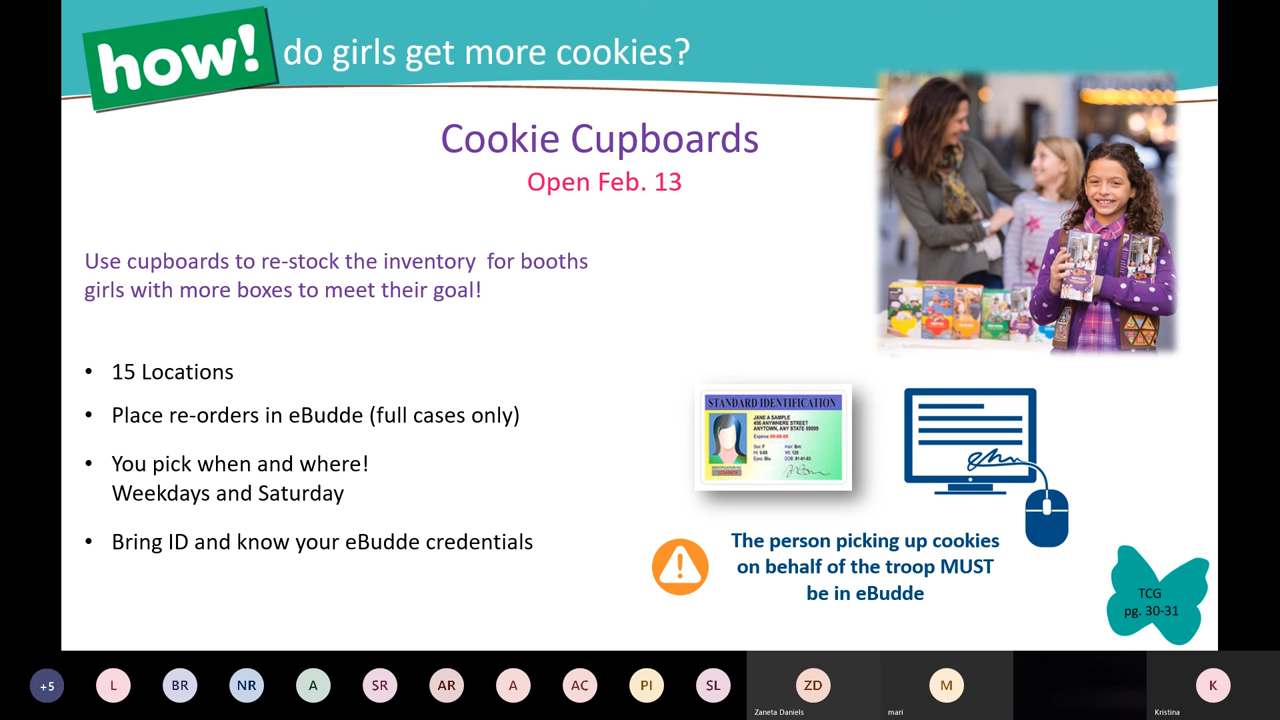 how! do girls get more cookies?
Cookie Cupboards
Open Feb. 13
Use cupboards to re-stock the inventory for booths
girls with more boxes to meet their goal!
• 15 Locations
• Place re-orders in eBudde (full cases only)
• You pick when and where!
Weekdays and Saturday
• Bring ID and know your eBudde credentials
STANDARD IDENTIFICATION
JANE A SAMPLE
456 ANYWHERE STREET
ANYTOWN, ANY STATE 99999
The person picking up cookies
on behalf of the troop MUST
be in eBudde
TCG
pg. 30-31
+5 L BR NR A SR AR A AC PI SL ZD M K
Zaneta Daniels mari Kristina